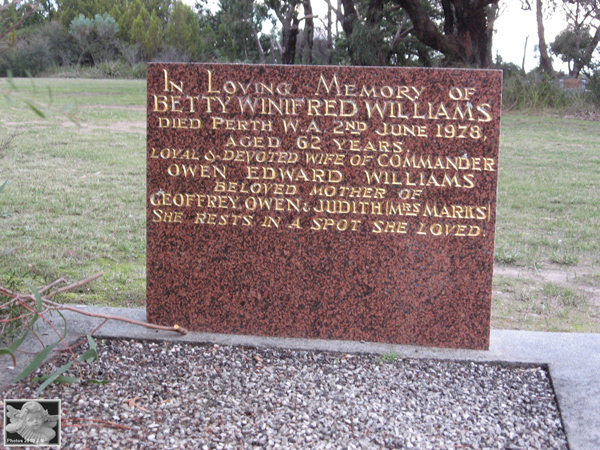 In Loving Memory of
BETTY WINIFRED WILLIAMS
DIED PERTH W.A. 2ND JUNE 1978,
AGED 62 YEARS,
LOYAL & DEVOTED WIFE OF COMMANDER
OWEN EDWARD WILLIAMS
BELOVED MOTHER OF
GEOFFREY, OWEN & JUDITH (MRS MARKS)
SHE RESTS IN A SPOT SHE LOVED.
Photos